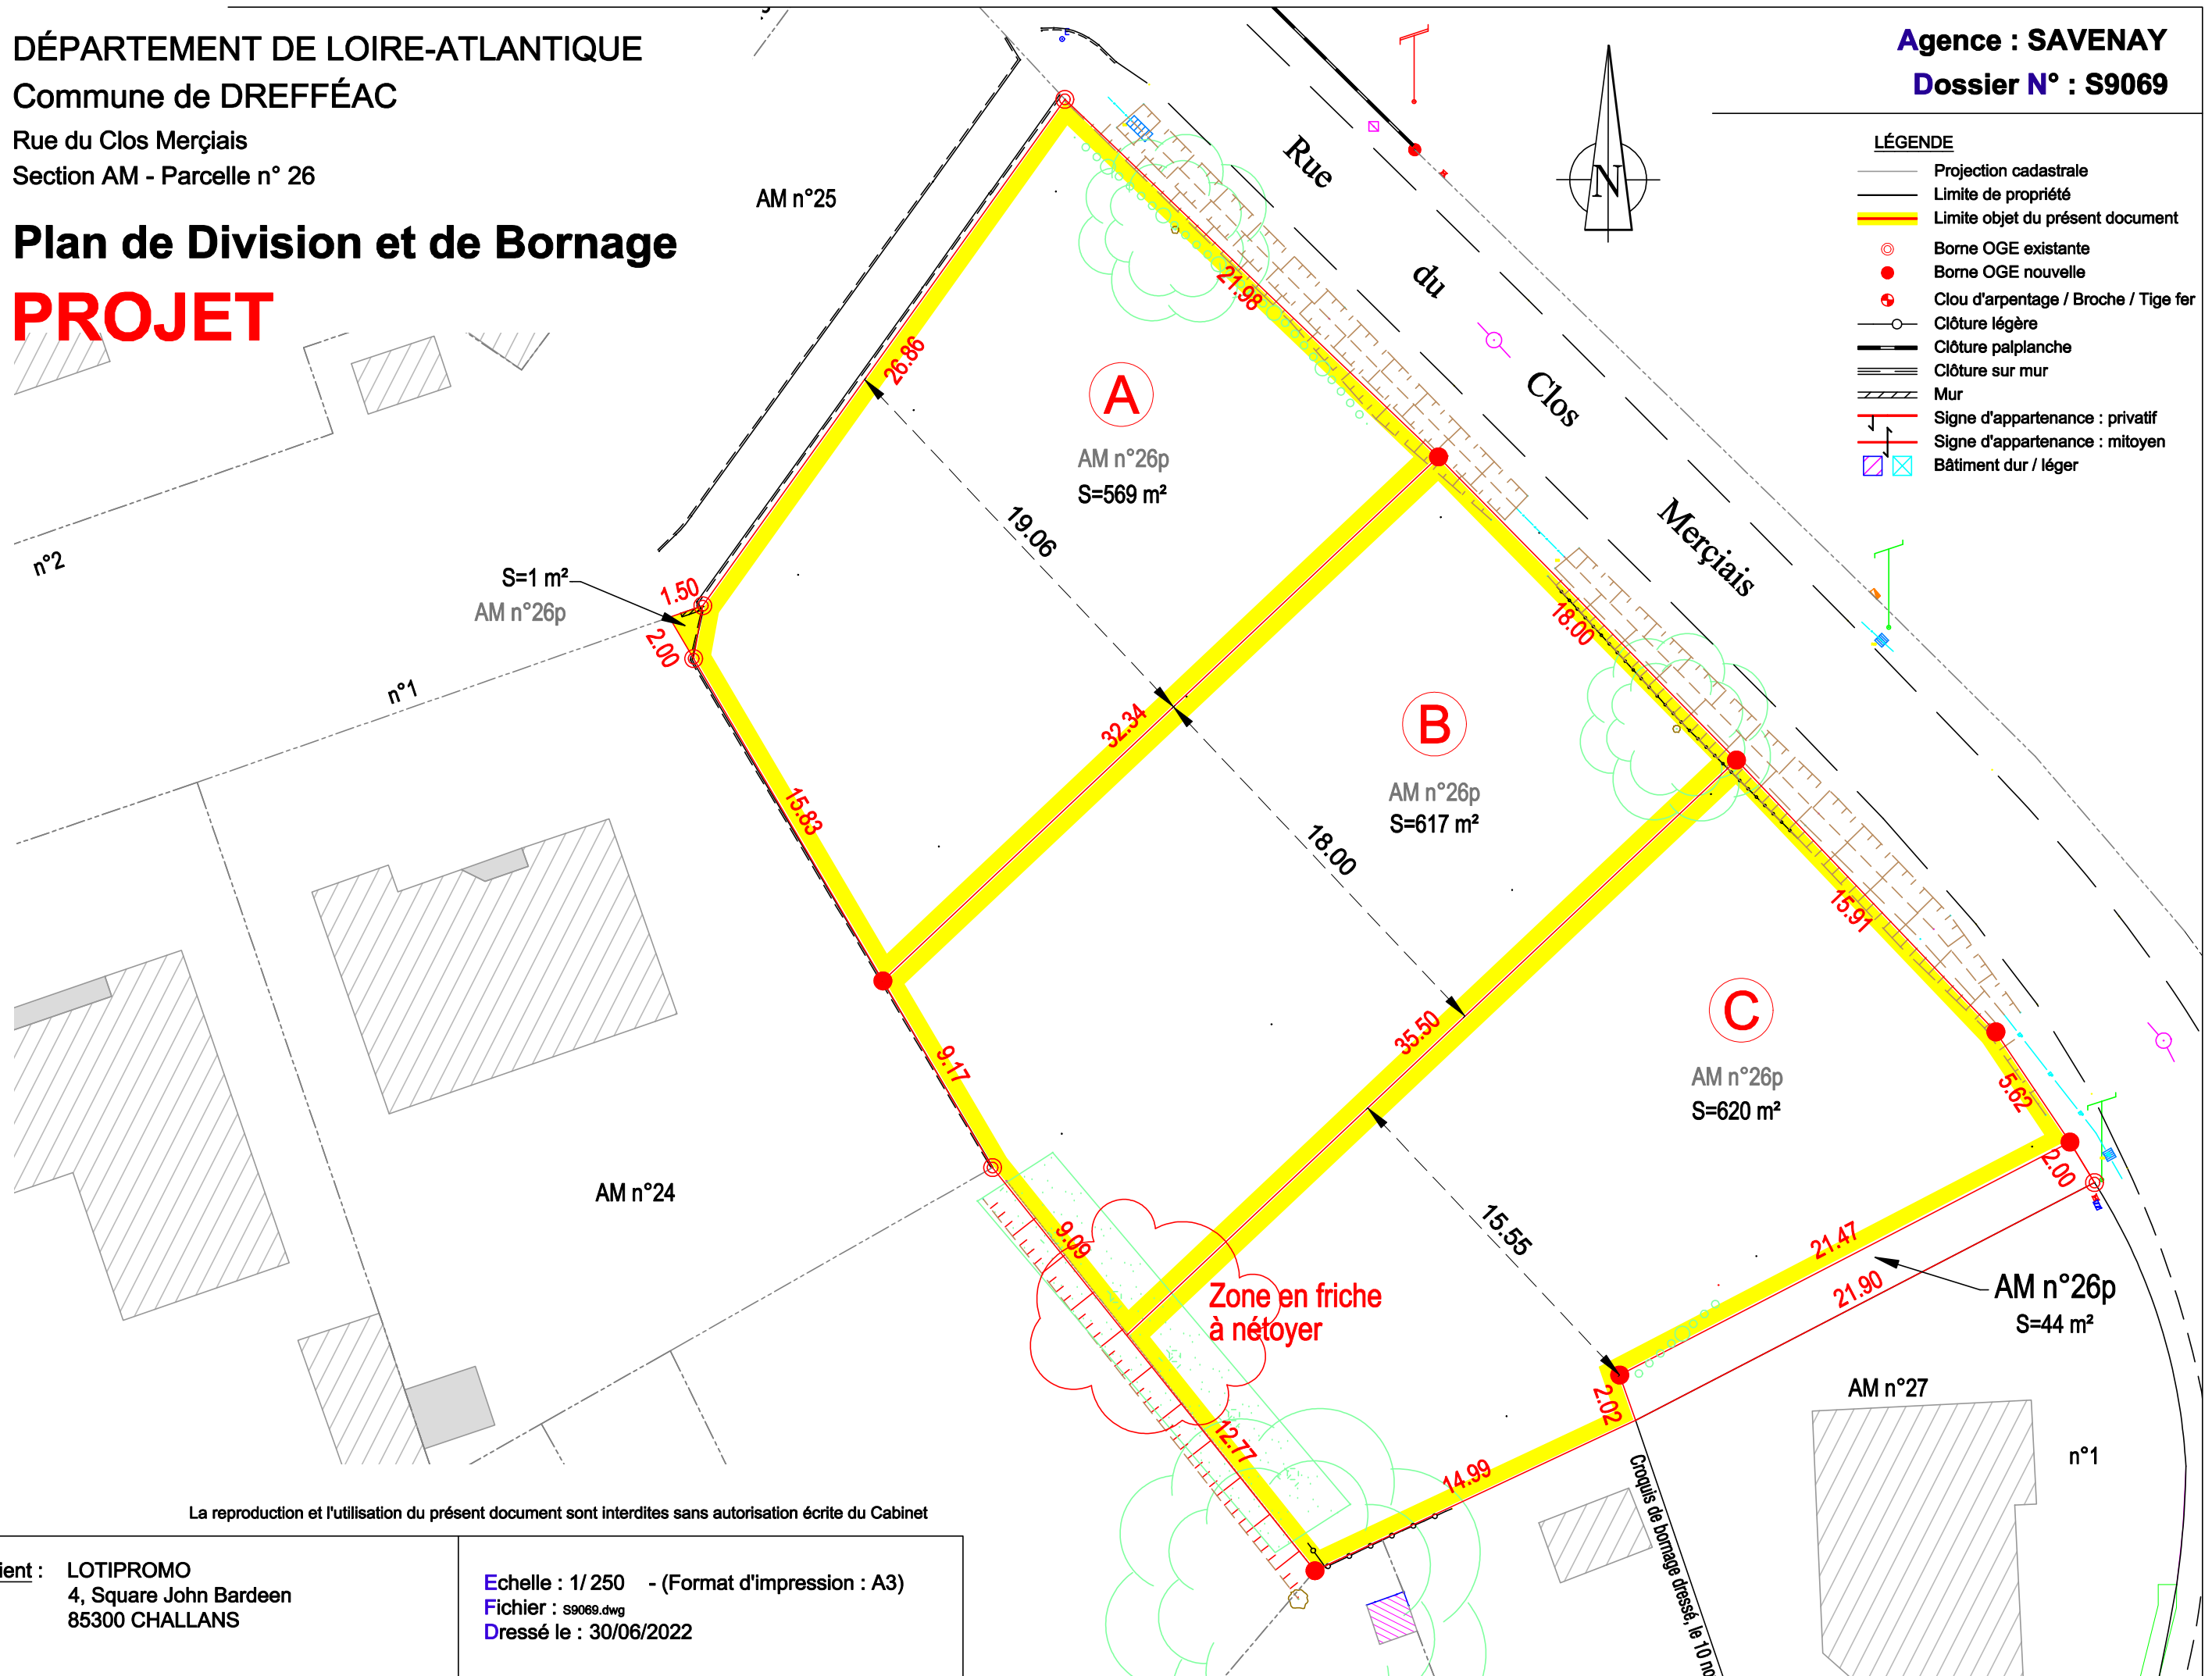 DÉPARTEMENT DE LOIRE-ATLANTIQUE
Commune de DREFFÉAC
Rue du Clos Merçiais
Section AM - Parcelle n° 26
Plan de Division et de Bornage
PROJET
Agence : SAVENAY
Dossier N° : S9069
LÉGENDE
Projection cadastrale
Limite de propriété
Limite objet du présent document
Borne OGE existante
Borne OGE nouvelle
Clou d'arpentage / Broche / Tige fer
Clôture légère
Clôture palplanche
Clôture sur mur
Mur
Signe d'appartenance : privatif
Signe d'appartenance : mitoyen
Bâtiment dur / léger
N
Rue
du
Clos
Merçiais
AM n°25
26.86
21.98
A
AM n°26p
S=569 m²
19.06
n°2
S=1 m²
AM n°26p
1.50
2.00
n°1
32.34
18.00
B
AM n°26p
S=617 m²
15.83
18.00
15.91
9.17
35.50
C
AM n°26p
S=620 m²
5.62
2.00
AM n°24
9.09
15.55
21.47
21.90
Zone en friche
à nétoyer
AM n°26p
S=44 m²
2.02
AM n°27
12.77
14.99
n°1
Croquis de bornage dressé, le 10 no
La reproduction et l'utilisation du présent document sont interdites sans autorisation écrite du Cabinet
ient : LOTIPROMO
4, Square John Bardeen
85300 CHALLANS
Echelle : 1/ 250 - (Format d'impression : A3)
Fichier : S9069.dwg
Dressé le : 30/06/2022